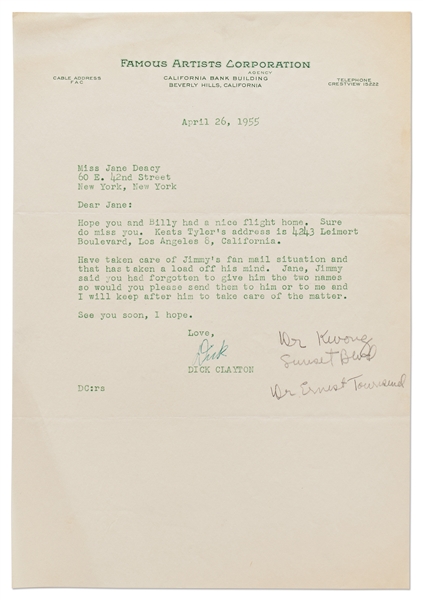 FAMOUS ARTISTS CORPORATION
AGENCY
CABLE ADDRESS
F.A.C.
CALIFORNIA BANK BUILDING
BEVERLY HILLS, CALIFORNIA
TELEPHONE
CRESTVIEW 15222
April 26, 1955
Miss Jane Deacy
60 E. 42nd Street
New York, New York
Dear Jane:
Hope you and Billy had a nice flight home. Sure
do miss you. Keats Tyler's address is 4243 Leimert
Boulevard, Los Angeles 8, California.
Have taken care of Jimmy's fan mail situation and
that has taken a load off his mind. Jane, Jimmy
said you had forgotten to give him the two names
so would you please send them to him or to me and
I will keep after him to take care of the matter.
See you soon, I hope.
Love,
Dick
DICK CLAYTON
DC:rs
Dr Kwong
Sunset Blvd
Dr Ernest Townsend